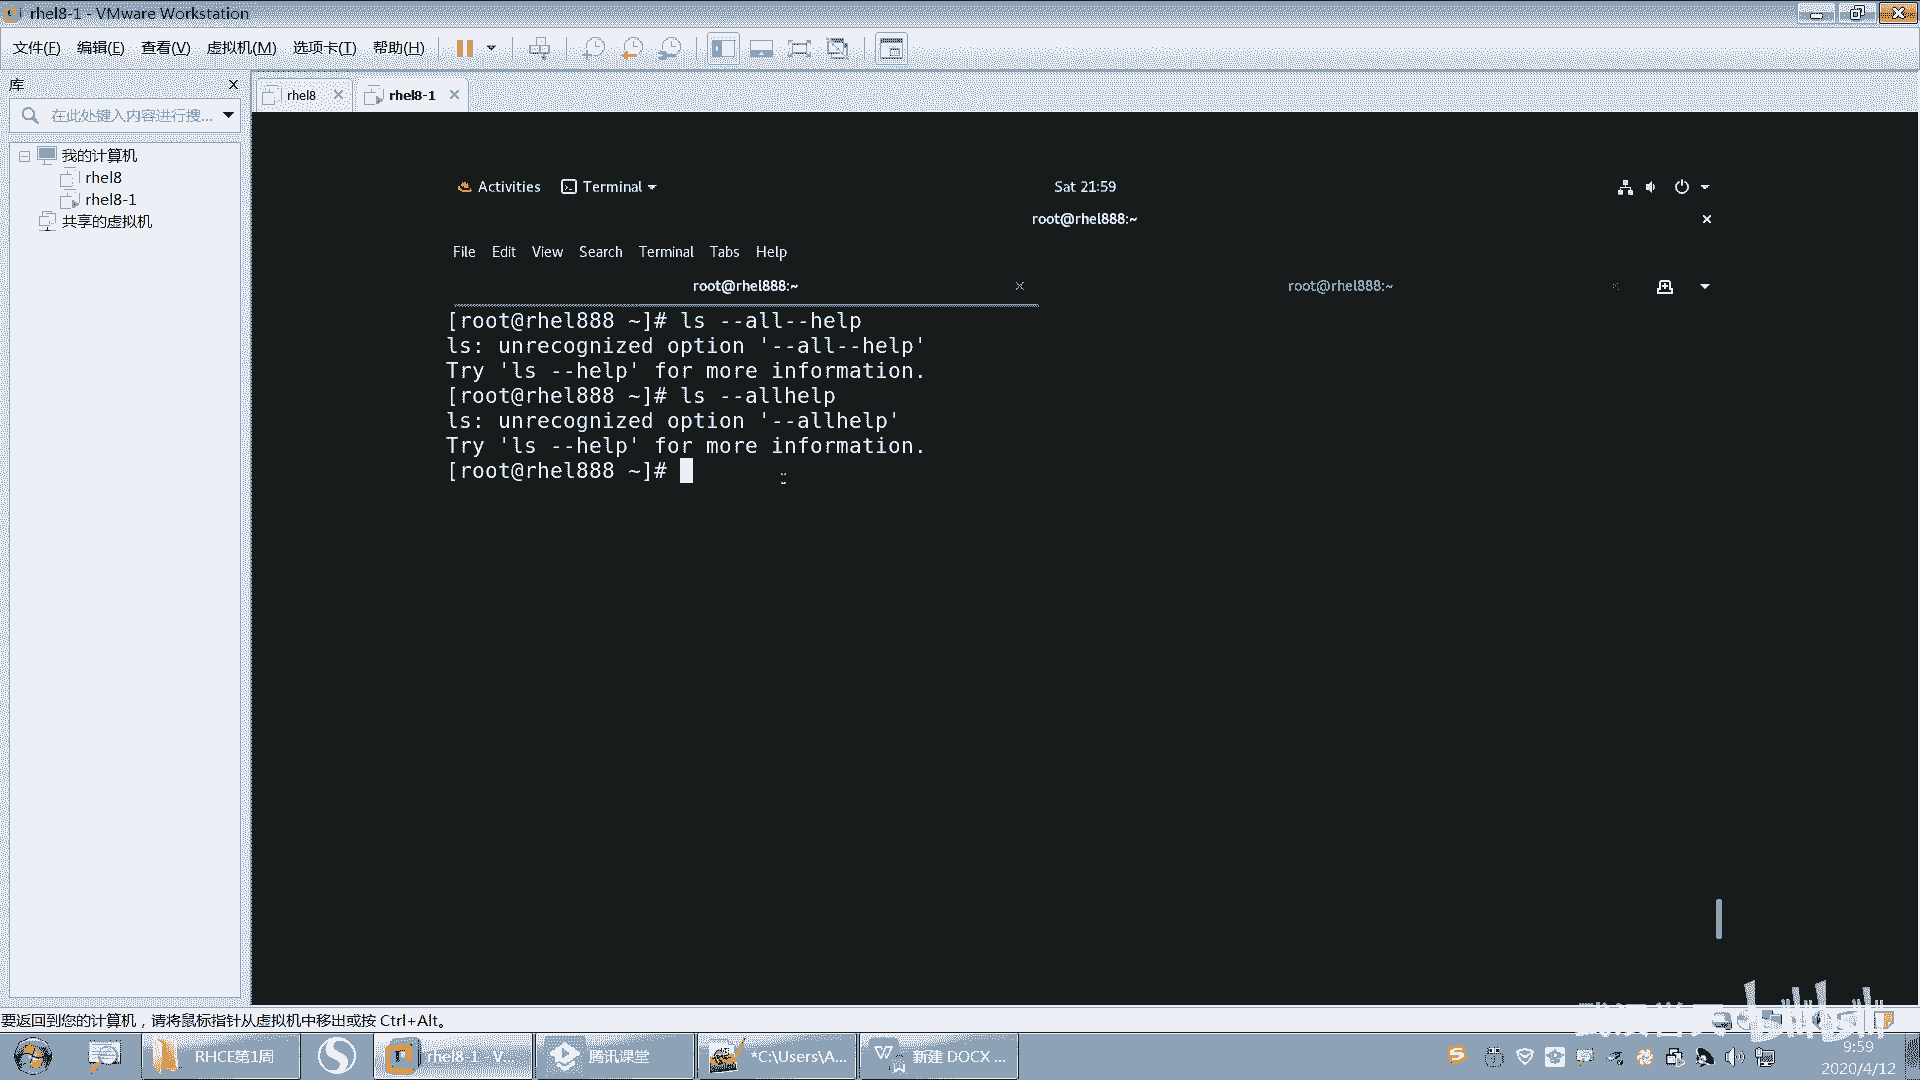 rhel8-1 - VMware Workstation
文件(F) 编辑(E) 查看(V) 虚拟机(M) 选项卡(T) 帮助(H)
库
在此处键入内容进行搜...
我的计算机
rhel8
rhel8-1
共享的虚拟机
rhel8 rhel8-1
Activities Terminal Sat 21:59
root@rhel888:~
File Edit View Search Terminal Tabs Help
root@rhel888:~ root@rhel888:~
[root@rhel888 ~]# ls --all--help
ls: unrecognized option '--all--help'
Try 'ls --help' for more information.
[root@rhel888 ~]# ls --allhelp
ls: unrecognized option '--allhelp'
Try 'ls --help' for more information.
[root@rhel888 ~]#
要返回到您的计算机，请将鼠标指针从虚拟机中移出或按 Ctrl+Alt。
bilibili
RHCE第1周 rhel8-1 - V... 腾讯课堂 *C:\Users\A... 新建 DOCX ...
9:59
2020/4/12